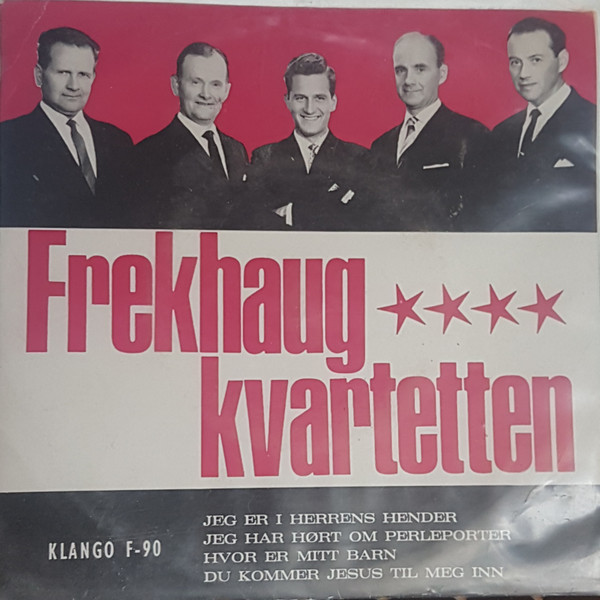 Frekhaug
kvartetten
KLANGO F-90
JEG ER I HERRENS HENDER
JEG HAR HØRT OM PERLEPORTER
HVOR ER MITT BARN
DU KOMMER JESUS TIL MEG INN